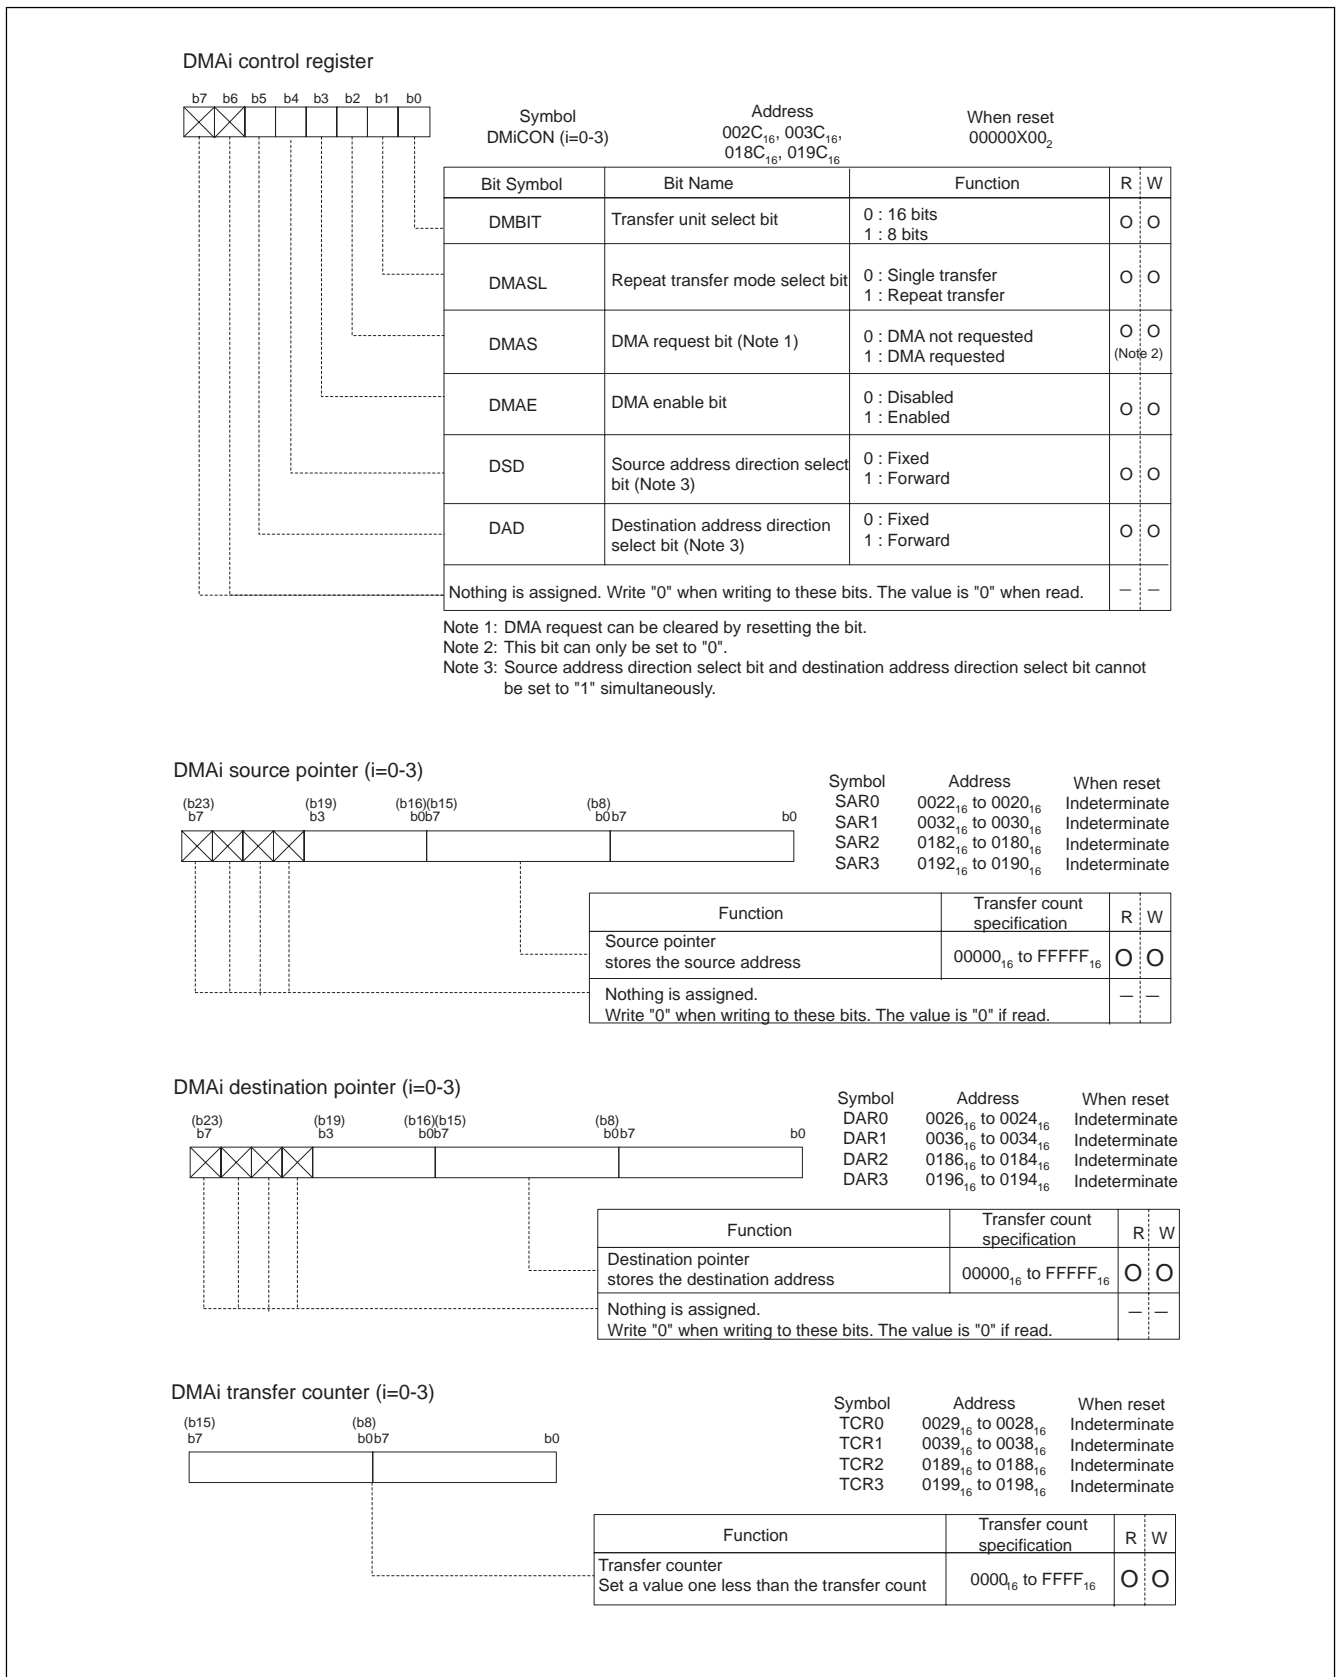 DMAi control register
b7 b6 b5 b4 b3 b2 b1 b0
Symbol Address When reset
DMiCON (i=0-3) 002C16, 003C16, 00000X002
018C16, 019C16
Bit Symbol Bit Name Function R W
DMBIT Transfer unit select bit 0 : 16 bits O O
1 : 8 bits
DMASL Repeat transfer mode select bit 0 : Single transfer O O
1 : Repeat transfer
DMAS DMA request bit (Note 1) 0 : DMA not requested O O
1 : DMA requested (Note 2)
DMAE DMA enable bit 0 : Disabled O O
1 : Enabled
DSD Source address direction select 0 : Fixed O O
bit (Note 3) 1 : Forward
DAD Destination address direction 0 : Fixed O O
select bit (Note 3) 1 : Forward
Nothing is assigned. Write "0" when writing to these bits. The value is "0" when read. – –
Note 1: DMA request can be cleared by resetting the bit.
Note 2: This bit can only be set to "0".
Note 3: Source address direction select bit and destination address direction select bit cannot
be set to "1" simultaneously.
DMAi source pointer (i=0-3)
(b23) (b19) (b16)(b15) (b8)
b7 b3 b0b7 b0b7 b0
Symbol Address When reset
SAR0 002216 to 002016 Indeterminate
SAR1 003216 to 003016 Indeterminate
SAR2 018216 to 018016 Indeterminate
SAR3 019216 to 019016 Indeterminate
Function Transfer count R W
specification
Source pointer
stores the source address 0000016 to FFFFF16 O O
Nothing is assigned. – –
Write "0" when writing to these bits. The value is "0" if read.
DMAi destination pointer (i=0-3)
(b23) (b19) (b16)(b15) (b8)
b7 b3 b0b7 b0b7 b0
Symbol Address When reset
DAR0 002616 to 002416 Indeterminate
DAR1 003616 to 003416 Indeterminate
DAR2 018616 to 018416 Indeterminate
DAR3 019616 to 019416 Indeterminate
Function Transfer count R W
specification
Destination pointer
stores the destination address 0000016 to FFFFF16 O O
Nothing is assigned. – –
Write "0" when writing to these bits. The value is "0" if read.
DMAi transfer counter (i=0-3)
(b15) (b8)
b7 b0b7 b0
Symbol Address When reset
TCR0 002916 to 002816 Indeterminate
TCR1 003916 to 003816 Indeterminate
TCR2 018916 to 018816 Indeterminate
TCR3 019916 to 019816 Indeterminate
Function Transfer count R W
specification
Transfer counter
Set a value one less than the transfer count 000016 to FFFF16 O O